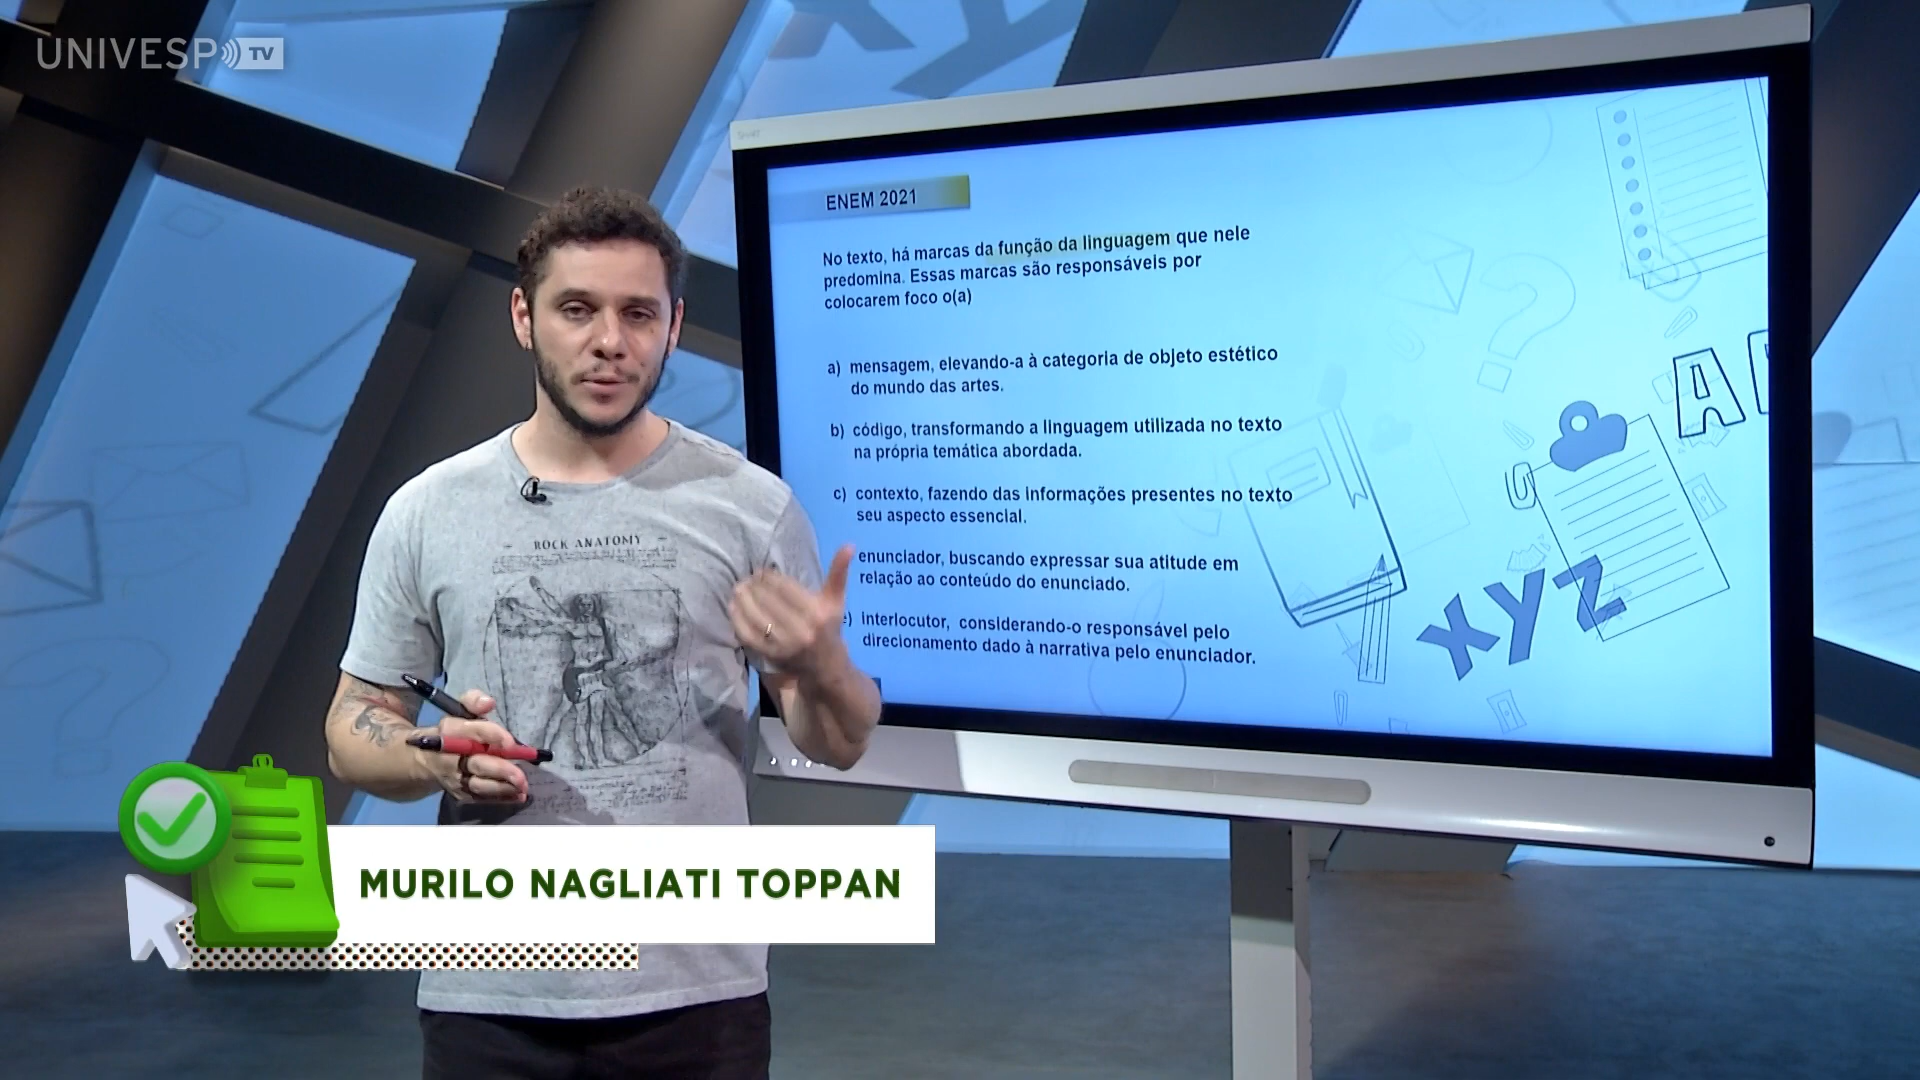 UNIVESP TV
ENEM 2021
No texto, há marcas da função da linguagem que nele
predomina. Essas marcas são responsáveis por
colocarem foco o(a)
a) mensagem, elevando-a à categoria de objeto estético
do mundo das artes.
b) código, transformando a linguagem utilizada no texto
na própria temática abordada.
c) contexto, fazendo das informações presentes no texto
seu aspecto essencial.
enunciador, buscando expressar sua atitude em
relação ao conteúdo do enunciado.
e) interlocutor, considerando-o responsável pelo
direcionamento dado à narrativa pelo enunciador.
A
xyz
ROCK ANATOMY
MURILO NAGLIATI TOPPAN